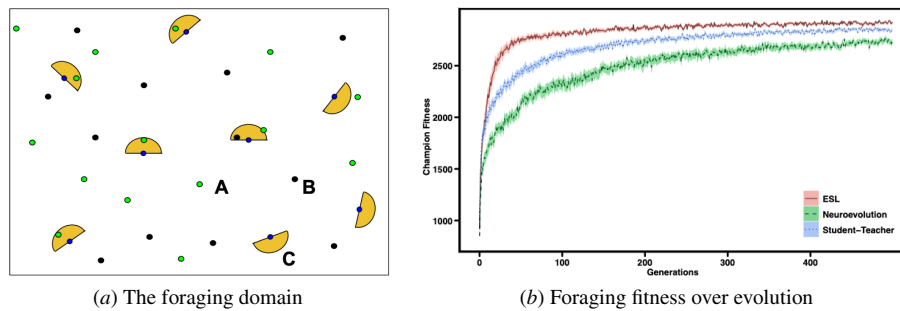 A
B
C
(a) The foraging domain
Champion Fitness
2500
2000
1500
1000
0
100
200
300
400
Generations
ESL
Neuroevolution
Student-Teacher
(b) Foraging fitness over evolution